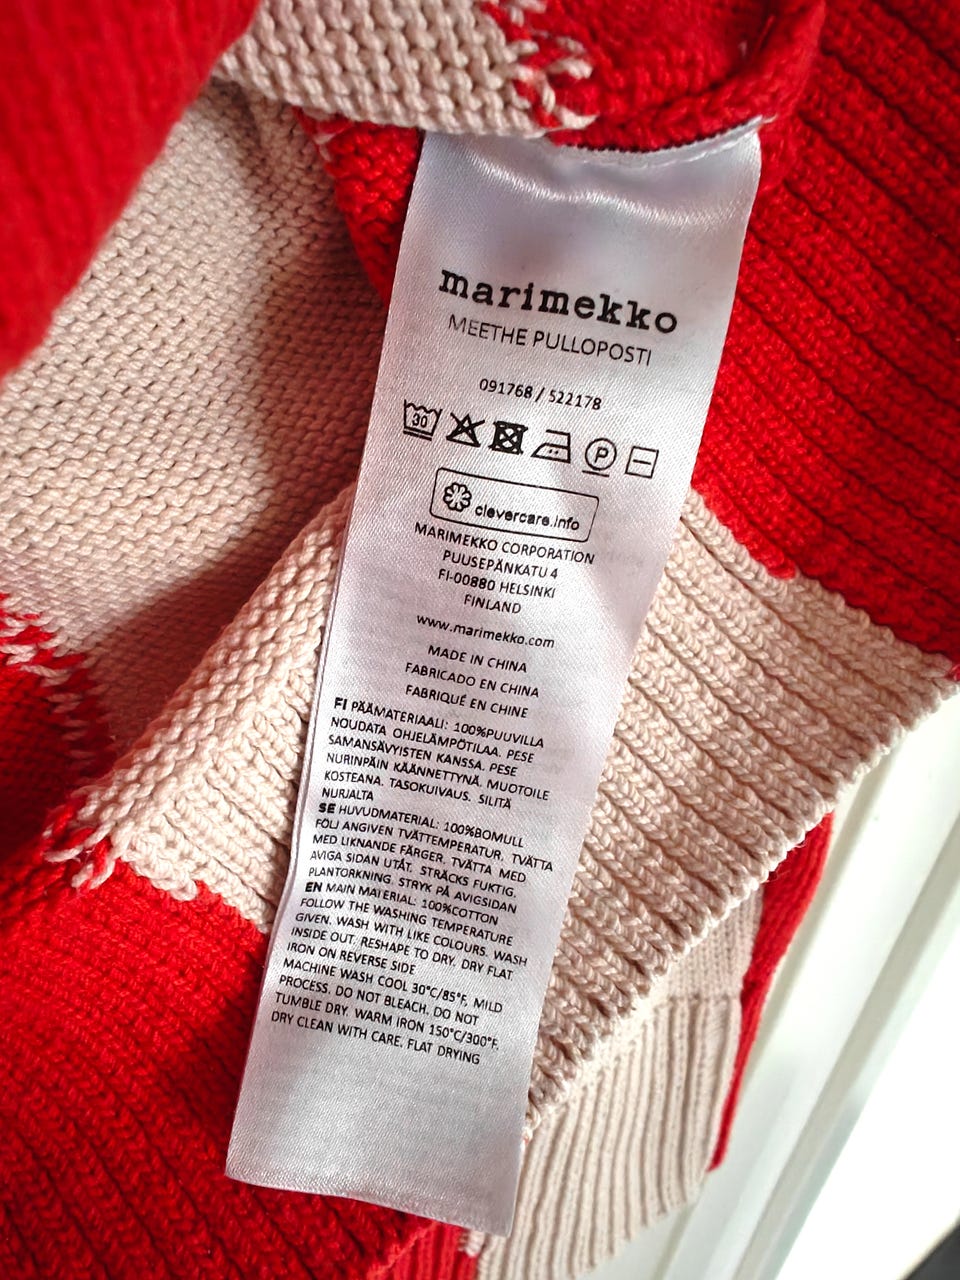 marimekko
MEETHE PULLOPOSTI
091768 / 522178
30 P
clevercare.info
MARIMEKKO CORPORATION
PUUSEPÄNKATU 4
FI-00880 HELSINKI
FINLAND
www.marimekko.com
MADE IN CHINA
FABRICADO EN CHINA
FABRIQUÉ EN CHINE
FI PÄÄMATERIAALI: 100%PUUVILLA
NOUDATA OHJELÄMPÖTILAA. PESE
SAMANSÄVYISTEN KANSSA. PESE
NURINPÄIN KÄÄNNETTYNÄ. MUOTOILE
KOSTEANA. TASOKUIVAUS. SILITÄ
NURJALTA
SE HUVUDMATERIAL: 100%BOMULL
FÖLJ ANGIVEN TVÄTTEMPERATUR. TVÄTTA
MED LIKNANDE FÄRGER. TVÄTTA MED
AVIGA SIDAN UTÅT. STRÄCKS FUKTIG.
PLANTORKNING. STRYK PÅ AVIGSIDAN
EN MAIN MATERIAL: 100%COTTON
FOLLOW THE WASHING TEMPERATURE
GIVEN. WASH WITH LIKE COLOURS. WASH
INSIDE OUT. RESHAPE TO DRY. DRY FLAT
IRON ON REVERSE SIDE
MACHINE WASH COOL 30°C/85°F, MILD
PROCESS. DO NOT BLEACH. DO NOT
TUMBLE DRY. WARM IRON 150°C/300°F.
DRY CLEAN WITH CARE. FLAT DRYING